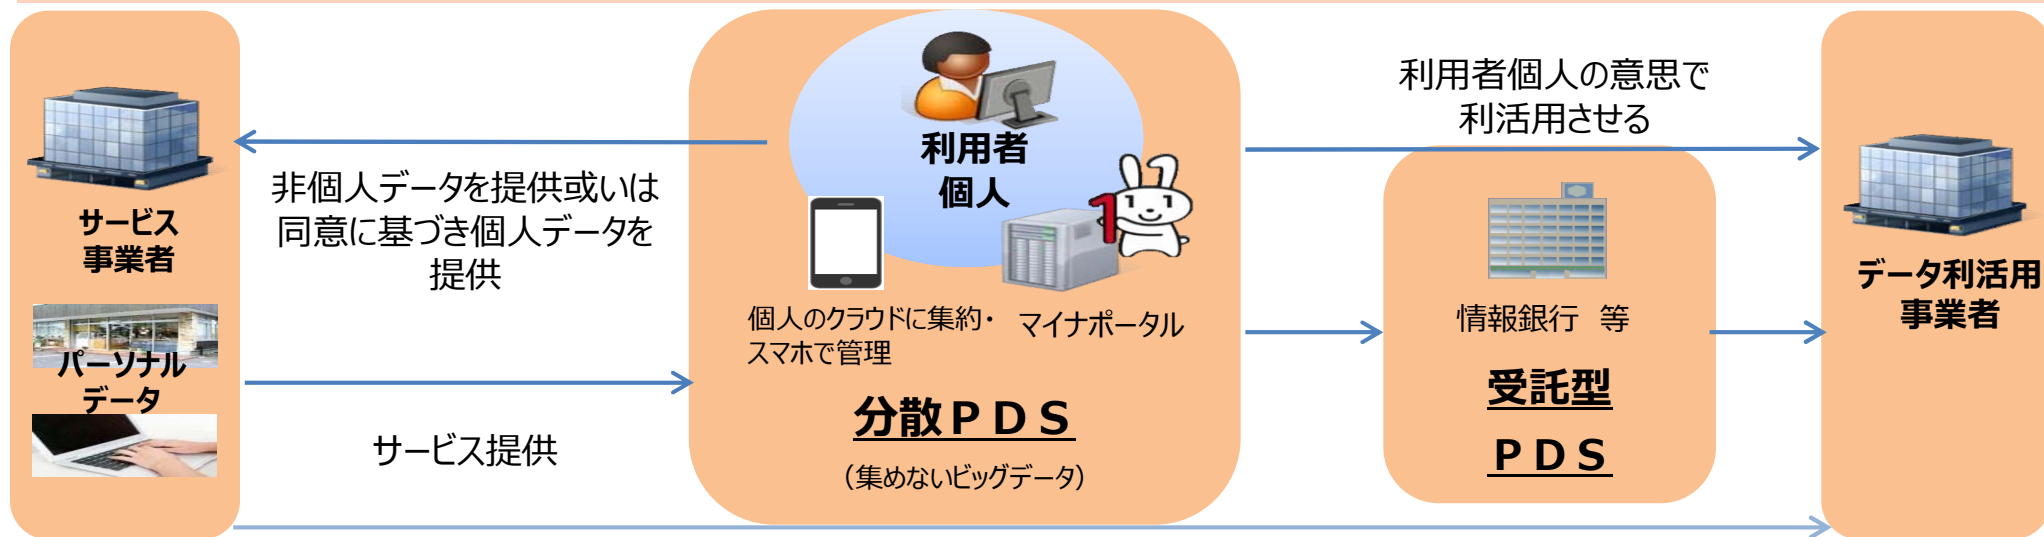 サービス
事業者
パーソナル
データ
非個人データを提供或いは
同意に基づき個人データを
提供
サービス提供
利用者
個人
1
個人のクラウドに集約・
スマホで管理
マイナポータル
分散ＰＤＳ
（集めないビッグデータ）
利用者個人の意思で
利活用させる
情報銀行　等
受託型
ＰＤＳ
データ利活用
事業者